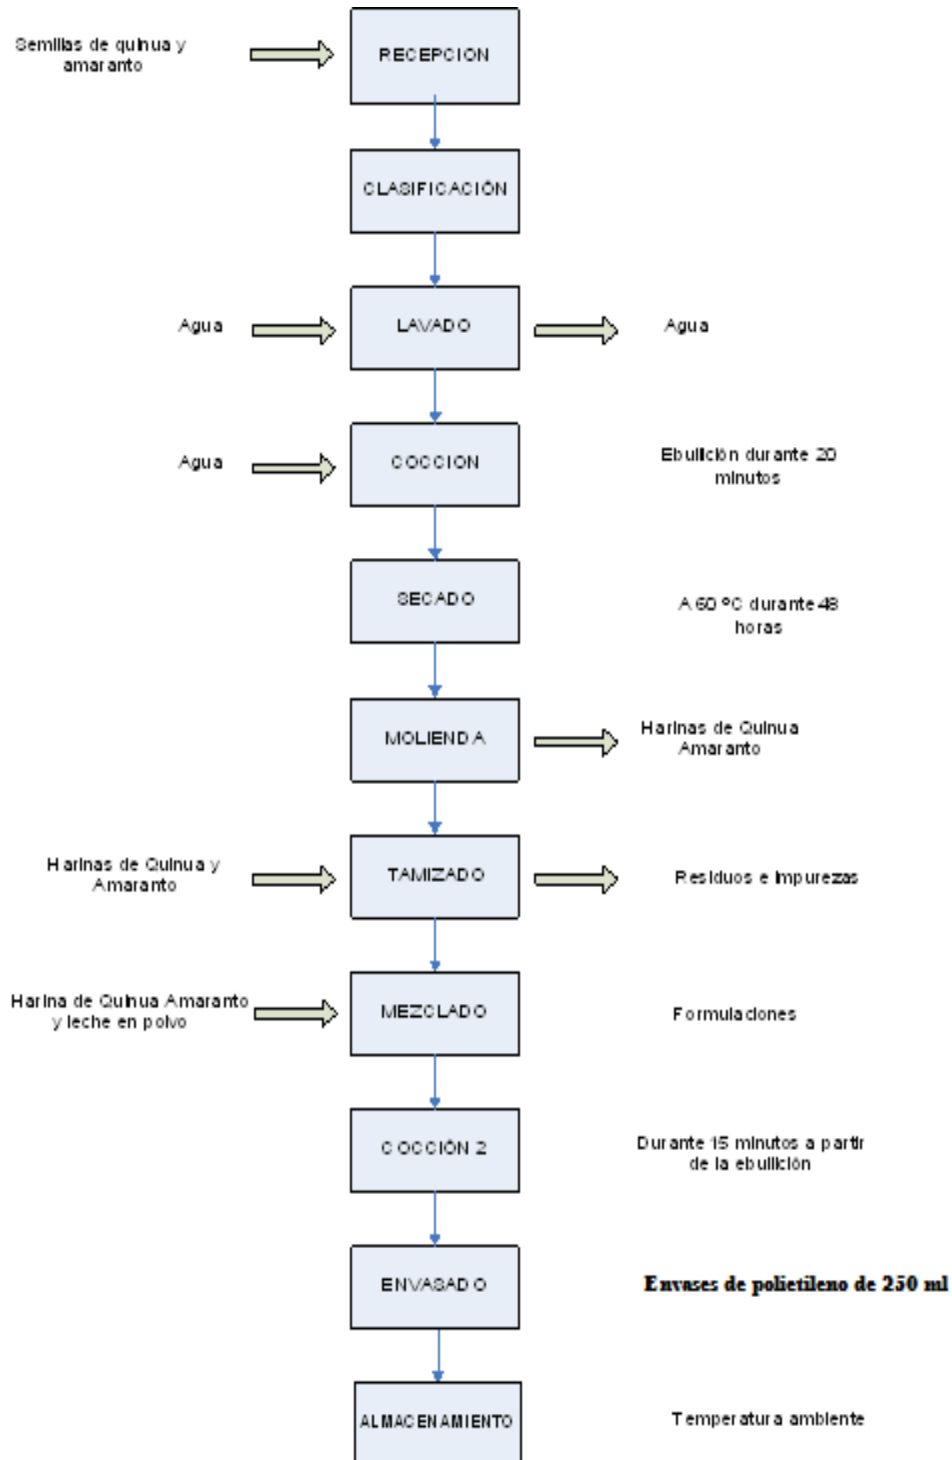 Semillas de quinua y
amaranto
RECEPCION
CLASIFICACIÓN
Agua
LAVADO
Agua
Agua
COCCION
Ebullición durante 20
minutos
SECADO
A 60 ºC durante 48
horas
MOLIENDA
Harinas de Quinua
Amaranto
Harinas de Quinua y
Amaranto
TAMIZADO
Residuos e Impurezas
Harina de Quinua Amaranto
y leche en polvo
MEZCLADO
Formulaciones
COCCIÓN 2
Durante 15 minutos a partir
de la ebullición
ENVASADO
Envases de polietileno de 250 ml
ALMACENAMIENTO
Temperatura ambiente